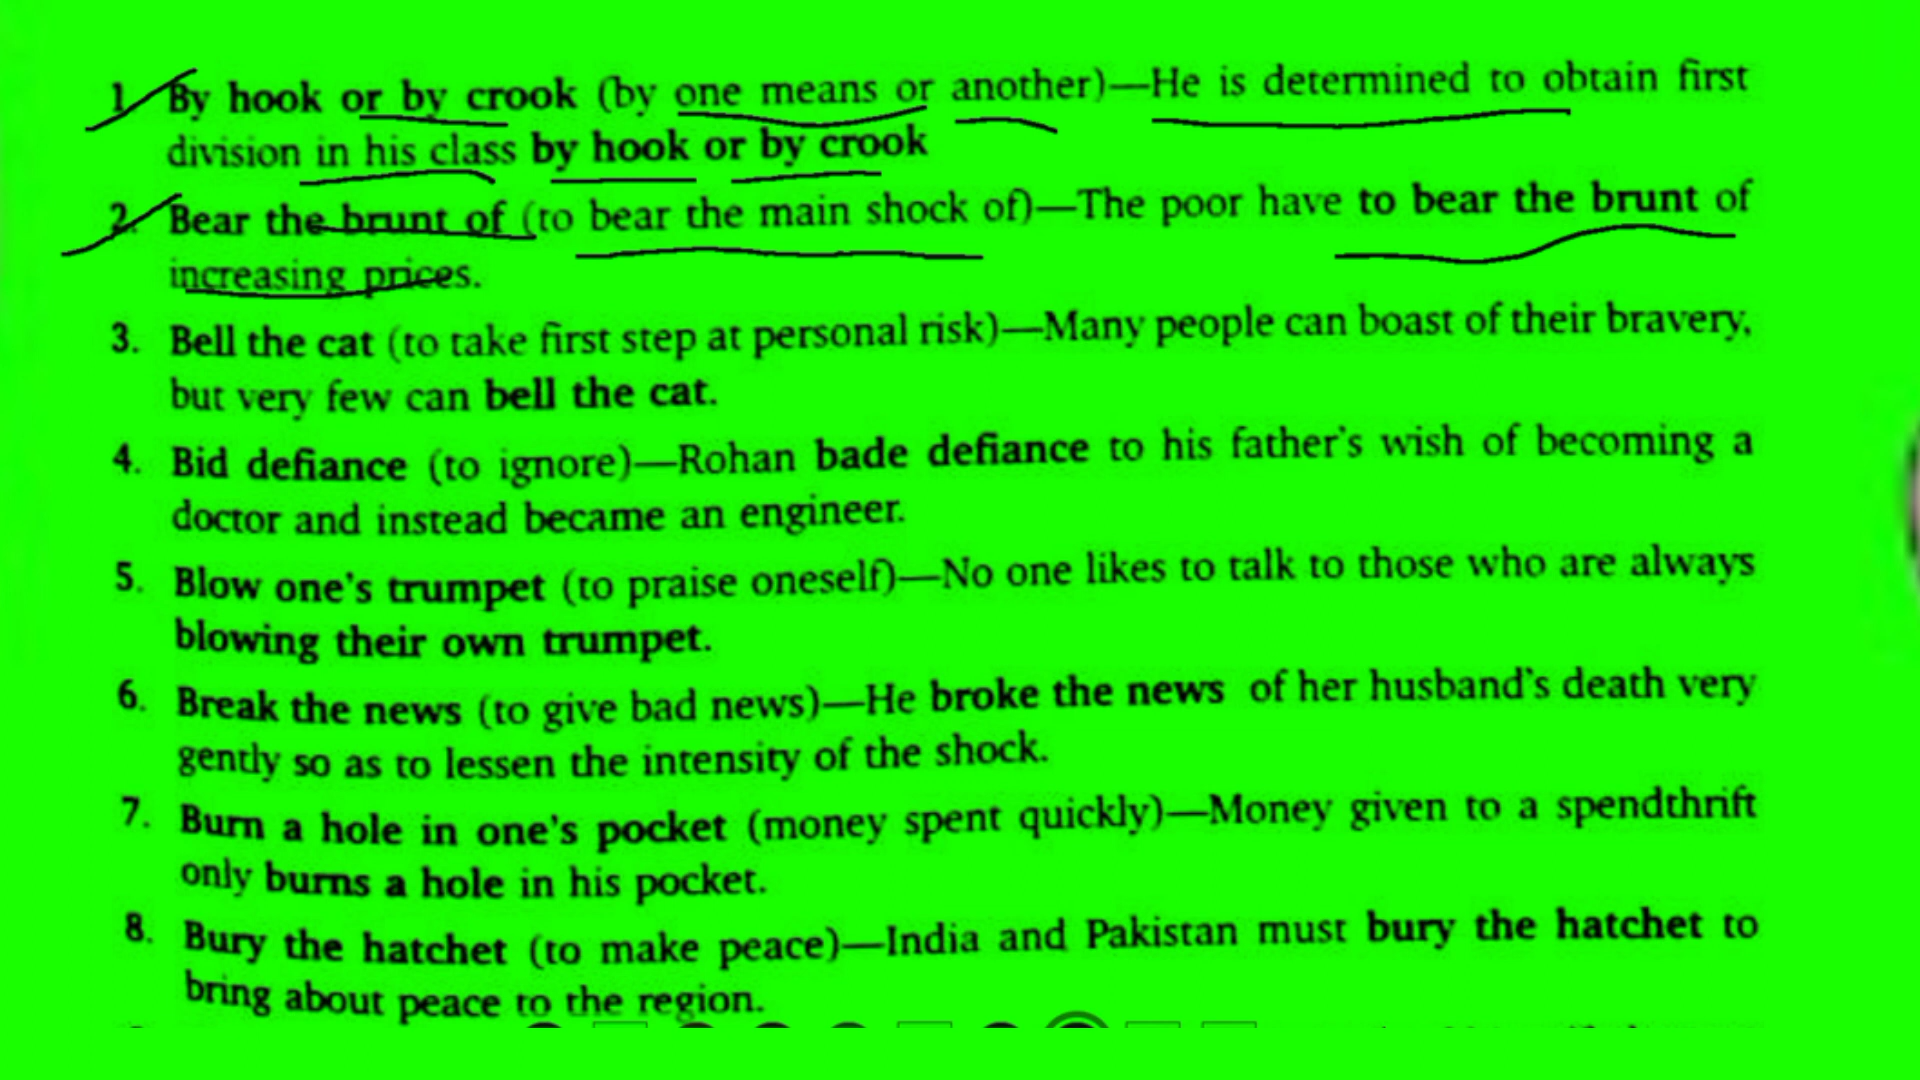 1. By hook or by crook (by one means or another)—He is determined to obtain first
division in his class by hook or by crook
2. Bear the brunt of (to bear the main shock of)—The poor have to bear the brunt of
increasing prices.
3. Bell the cat (to take first step at personal risk)—Many people can boast of their bravery,
but very few can bell the cat.
4. Bid defiance (to ignore)—Rohan bade defiance to his father's wish of becoming a
doctor and instead became an engineer.
5. Blow one's trumpet (to praise oneself)—No one likes to talk to those who are always
blowing their own trumpet.
6. Break the news (to give bad news)—He broke the news of her husband's death very
gently so as to lessen the intensity of the shock.
7. Burn a hole in one's pocket (money spent quickly)—Money given to a spendthrift
only burns a hole in his pocket.
8. Bury the hatchet (to make peace)—India and Pakistan must bury the hatchet to
bring about peace to the region.